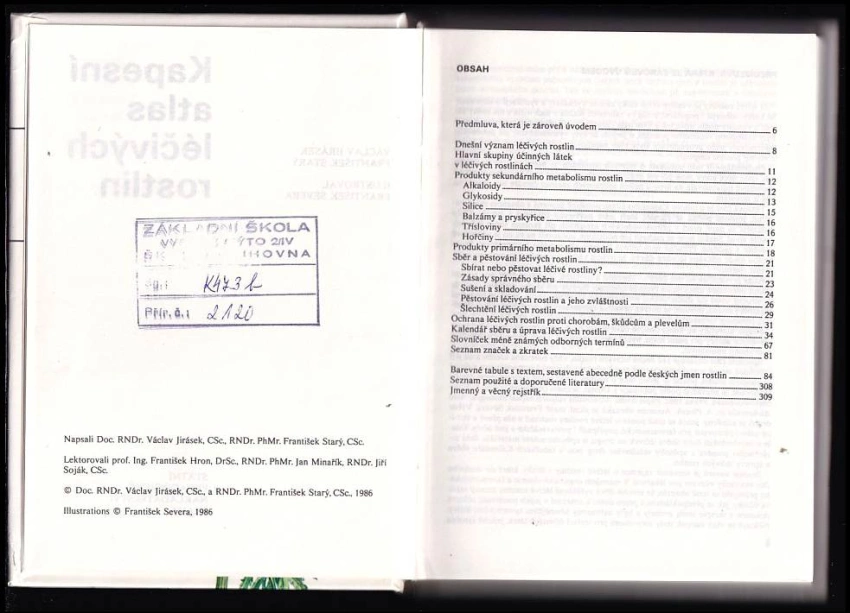 Kapesní
atlas
léčivých
rostlin
VÁCLAV JIRÁSEK
FRANTIŠEK STARÝ
ILUSTROVAL
FRANTIŠEK SEVERA
ZÁKLADNÍ ŠKOLA
VYSOKÉ MÝTO 2/IV
ŠKOLNÍ KNIHOVNA
K473b
Přír. č.: 2120
Napsali Doc. RNDr. Václav Jirásek, CSc., RNDr. PhMr. František Starý, CSc.
Lektorovali prof. Ing. František Hron, DrSc., RNDr. PhMr. Jan Minařík, RNDr. Jiří
Soják, CSc.
© Doc. RNDr. Václav Jirásek, CSc., a RNDr. PhMr. František Starý, CSc., 1986
Illustrations © František Severa, 1986
OBSAH
Předmluva, která je zároveň úvodem 6
Dnešní význam léčivých rostlin 8
Hlavní skupiny účinných látek
v léčivých rostlinách 11
Produkty sekundárního metabolismu rostlin 12
Alkaloidy 12
Glykosidy 13
Silice 15
Balzámy a pryskyřice 16
Třísloviny 16
Hořčiny 17
Produkty primárního metabolismu rostlin 18
Sběr a pěstování léčivých rostlin 21
Sbírat nebo pěstovat léčivé rostliny? 21
Zásady správného sběru 23
Sušení a skladování 24
Pěstování léčivých rostlin a jeho zvláštnosti 26
Šlechtění léčivých rostlin 29
Ochrana léčivých rostlin proti chorobám, škůdcům a plevelům 31
Kalendář sběru a úprava léčivých rostlin 34
Slovníček méně známých odborných termínů 67
Seznam značek a zkratek 81
Barevné tabule s textem, sestavené abecedně podle českých jmen rostlin 84
Seznam použité a doporučené literatury 308
Jmenný a věcný rejstřík 309